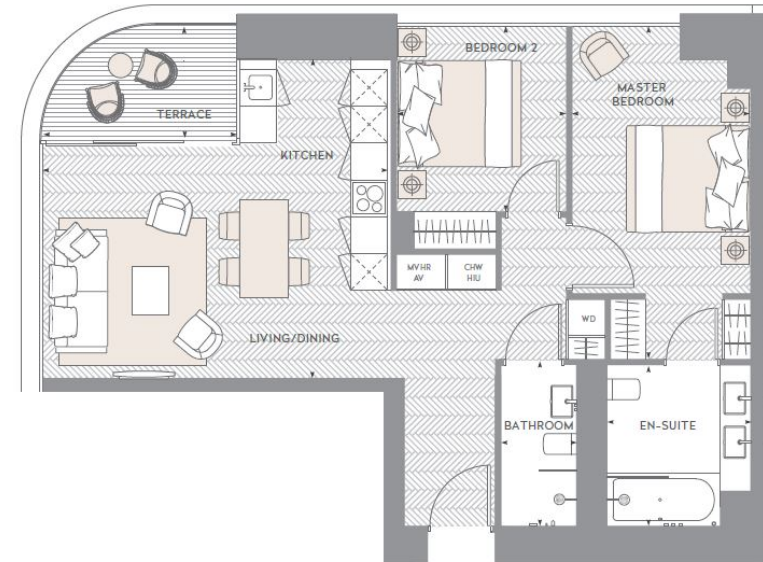 BEDROOM 2
MASTER
BEDROOM
TERRACE
KITCHEN
MVHR
AV
CHW
HIU
WD
LIVING/DINING
BATHROOM
EN-SUITE